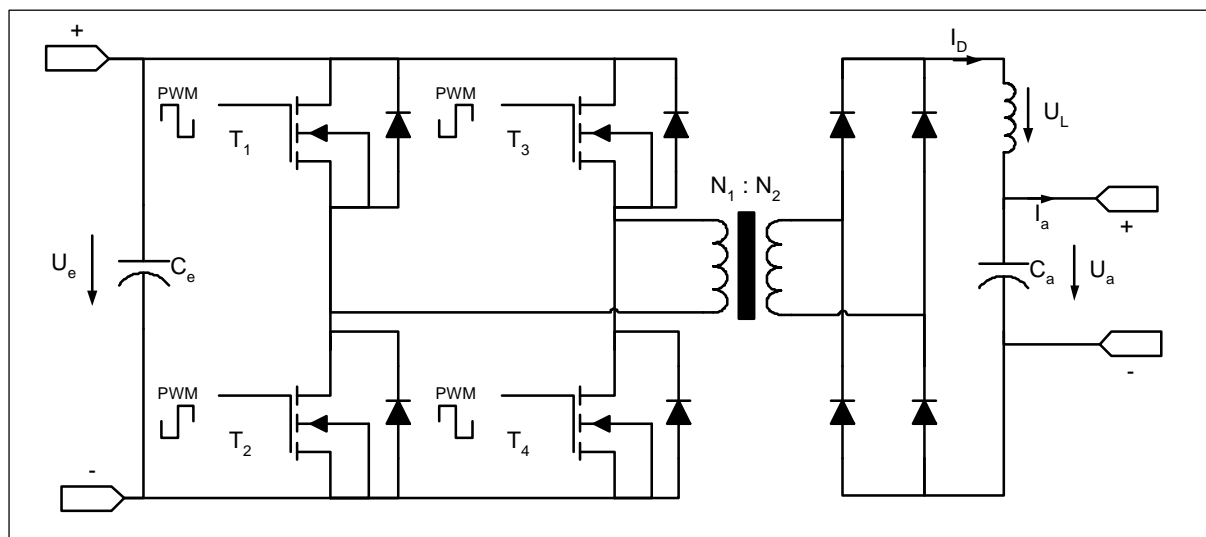 +
PWM
T1
PWM
T3
ID
UL
N1 : N2
Ia
+
Ue
Ce
Ca
Ua
PWM
T2
PWM
T4
-
-